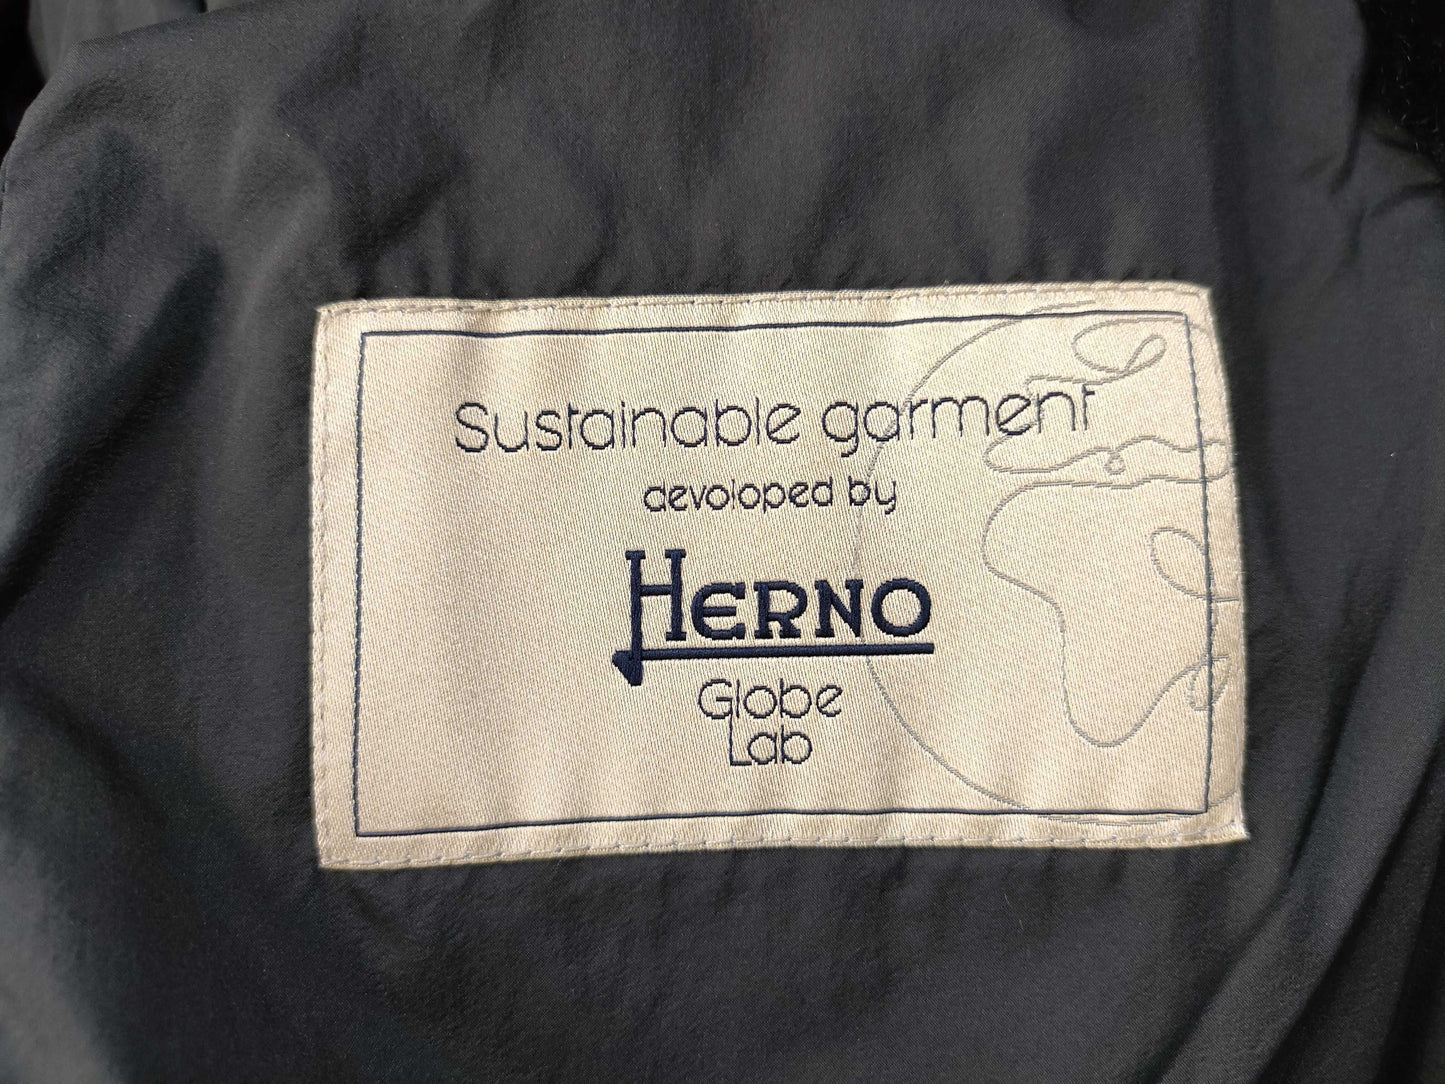 Sustainable garment
devoloped by
HERNO
Globe
Lab